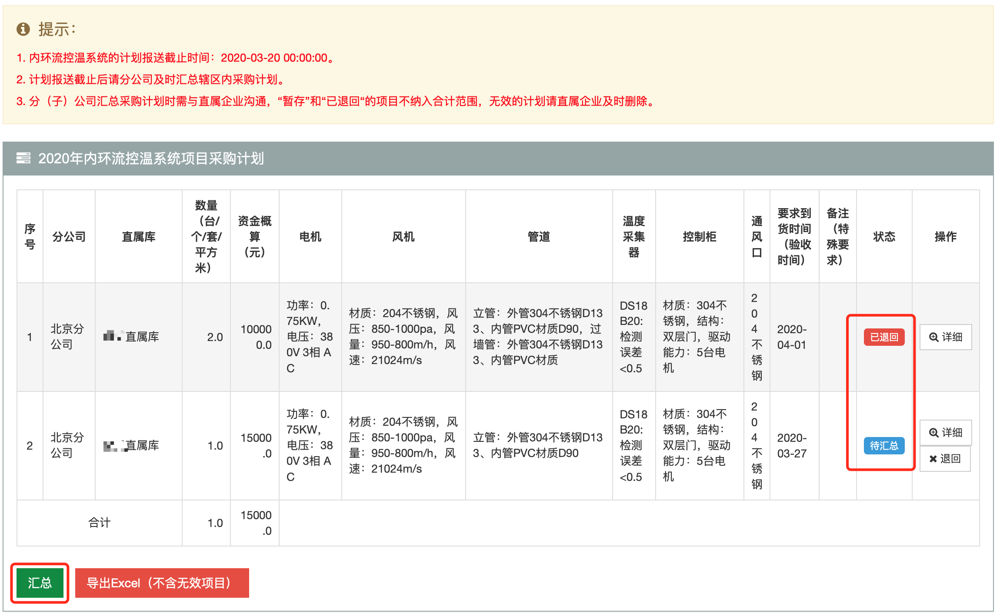 提示：
1. 内环流控温系统的计划报送截止时间：2020-03-20 00:00:00。
2. 计划报送截止后请分公司及时汇总辖区内采购计划。
3. 分（子）公司汇总采购计划时需与直属企业沟通，“暂存”和“已退回“的项目不纳入合计范围，无效的计划请直属企业及时删除。
2020年内环流控温系统项目采购计划
序
号
分公司
直属库
数量
（台/
个/套/
平方
米）
资金概
算
（元）
电机
风机
管道
温度
采集
器
控制柜
通
风
口
要求到
货时间
（验收
时间）
备注
（特
殊要
求）
状态
操作
1
北京分
公司
直属库
2.0
10000
0.0
功率：0.
75KW，
电压：38
0V 3相 A
C
材质：204不锈钢，风
压：850-1000pa，风
量：950-800m/h，风
速：21024m/s
立管：外管304不锈钢D13
3、内管PVC材质D90，过
墙管：外管304不锈钢D13
3、内管PVC材质
DS18
B20:
检测
误差
<0.5
材质：304不
锈钢，结构：
双层门，驱动
能力：5台电
机
2
0
4
不
锈
钢
2020-
04-01
已退回
详细
2
北京分
公司
直属库
1.0
15000
.0
功率：0.
75KW，
电压：38
0V 3相 A
C
材质：204不锈钢，风
压：850-1000pa，风
量：950-800m/h，风
速：21024m/s
立管：外管304不锈钢D13
3、内管PVC材质D90
DS18
B20:
检测
误差
<0.5
材质：304不
锈钢，结构：
双层门，驱动
能力：5台电
机
2
0
4
不
锈
钢
2020-
03-27
待汇总
详细
退回
合计
1.0
15000
.0
汇总
导出Excel（不含无效项目）